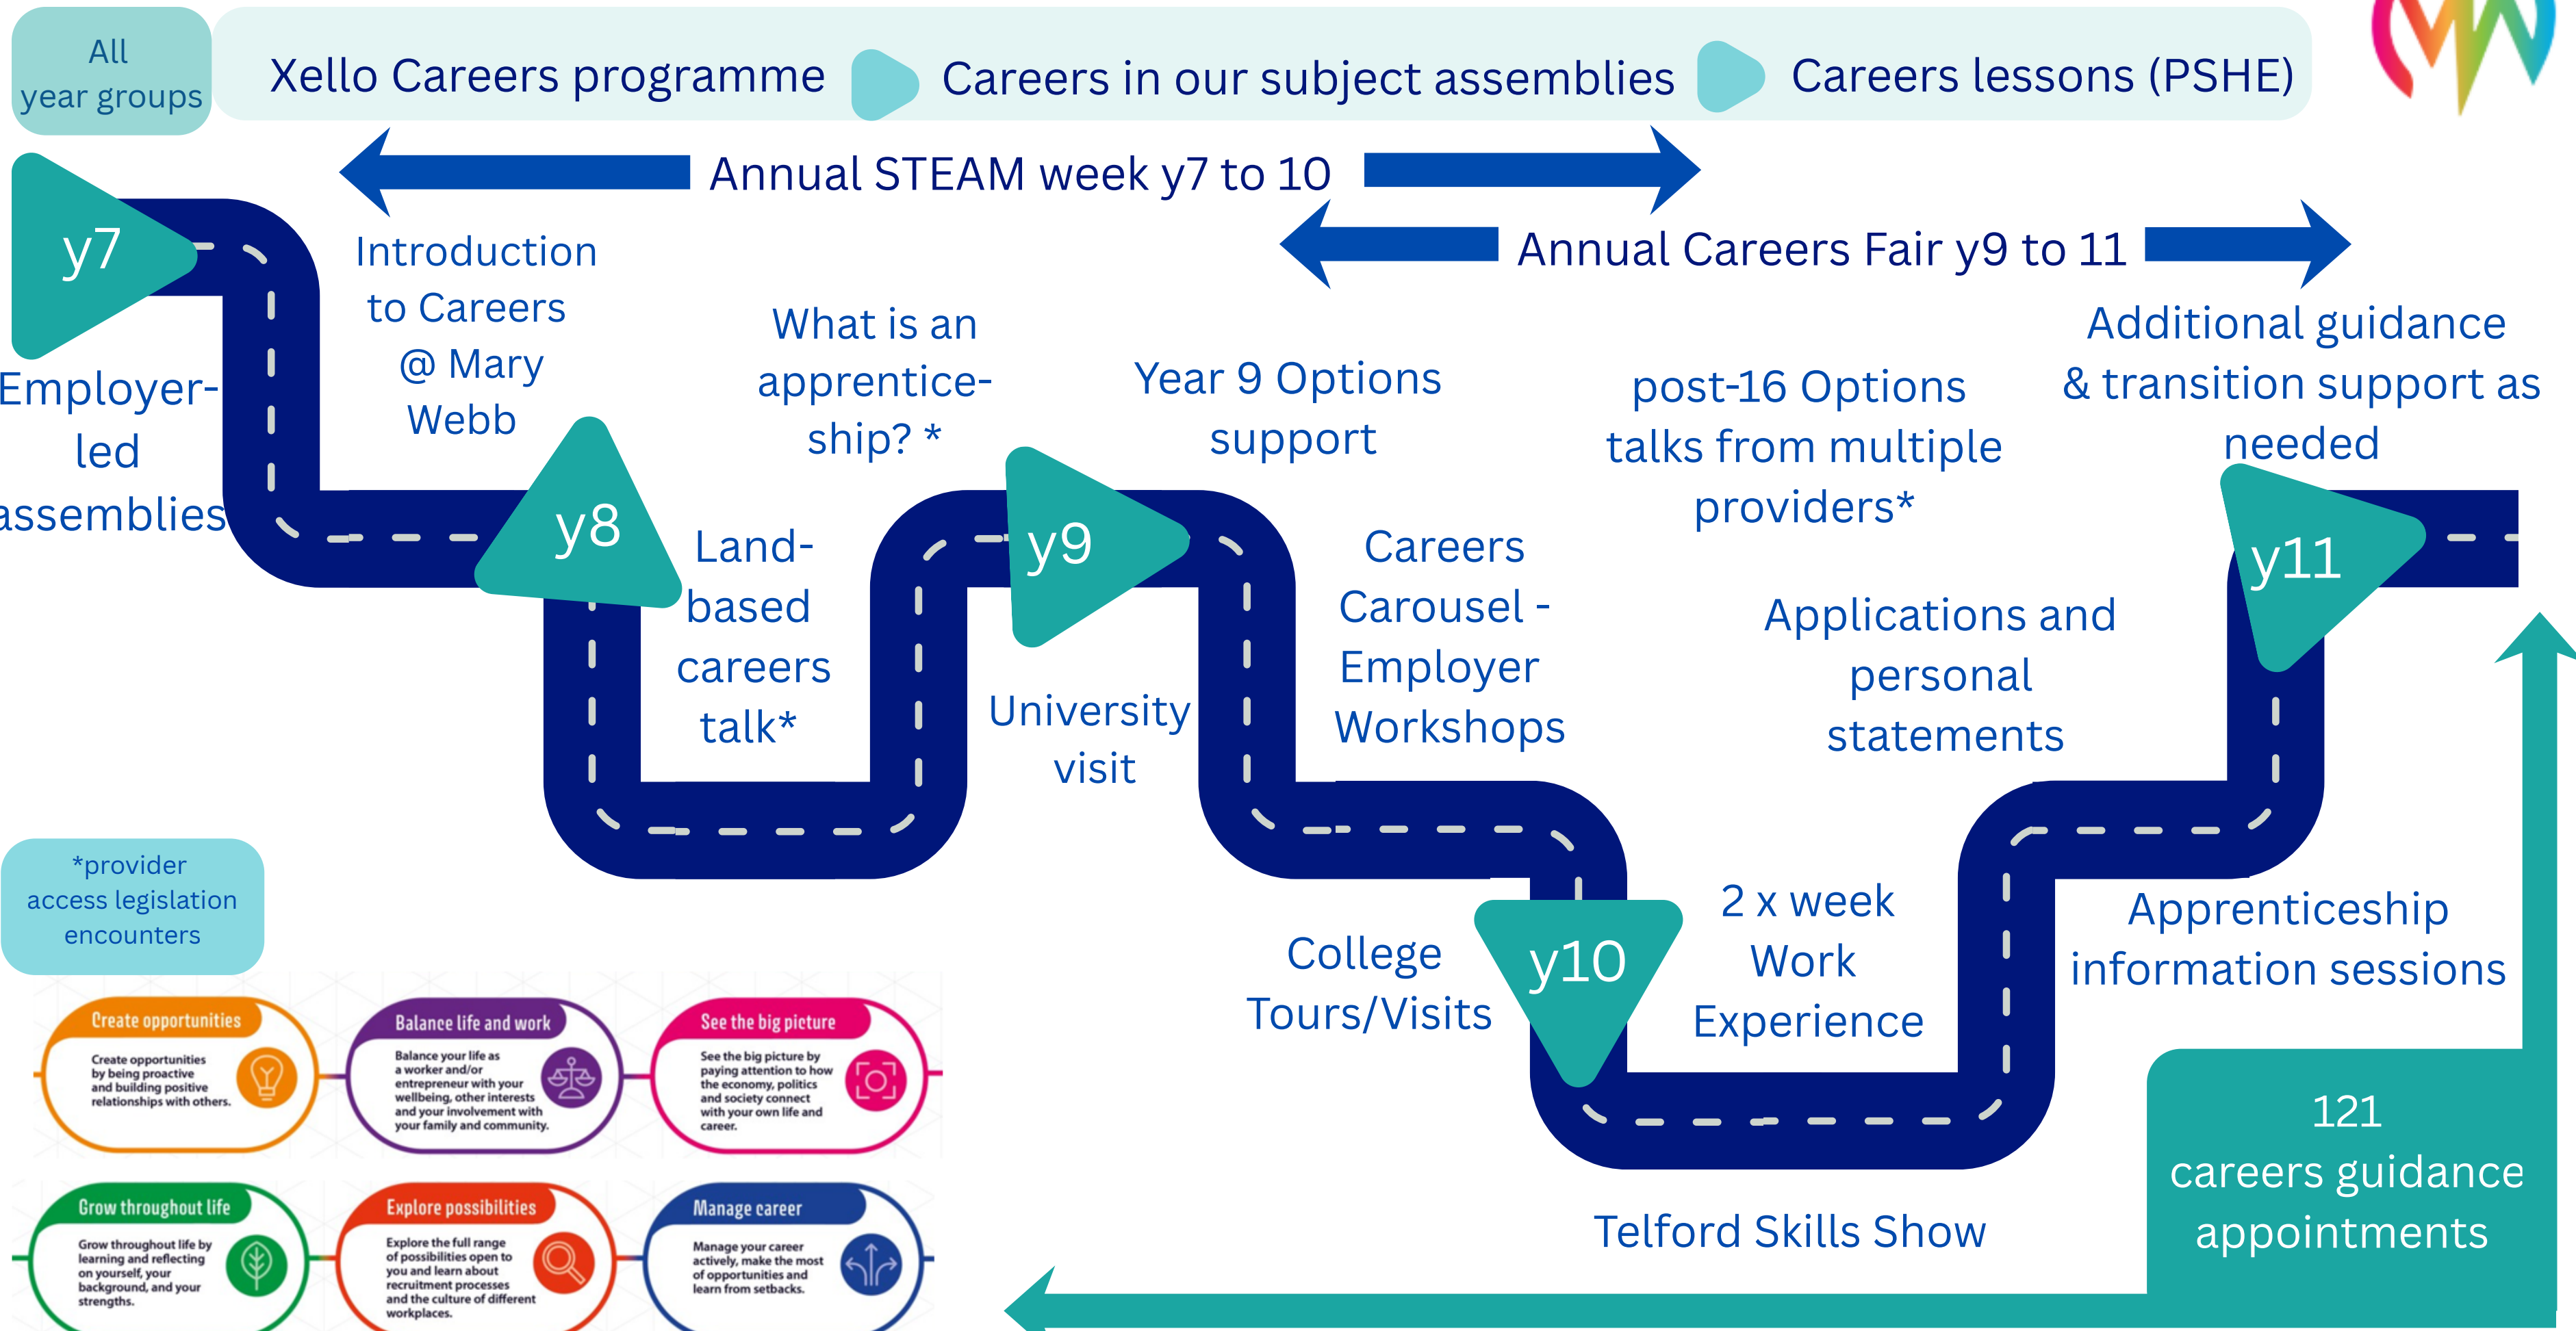 All
year groups
Xello Careers programme
Careers in our subject assemblies
Careers lessons (PSHE)
Annual STEAM week y7 to 10
Annual Careers Fair y9 to 11
y7
Employer-
led
assemblies
Introduction
to Careers
@ Mary
Webb
y8
Land-
based
careers
talk*
What is an
apprentice-
ship? *
y9
University
visit
Year 9 Options
support
Careers
Carousel -
Employer
Workshops
College
Tours/Visits
y10
2 x week
Work
Experience
Telford Skills Show
post-16 Options
talks from multiple
providers*
Applications and
personal
statements
Additional guidance
& transition support as
needed
y11
Apprenticeship
information sessions
121
careers guidance
appointments
*provider
access legislation
encounters
Create opportunities
Create opportunities
by being proactive
and building positive
relationships with others.
Balance life and work
Balance your life as
a worker and/or
entrepreneur with your
wellbeing, other interests
and your involvement with
your family and community.
See the big picture
See the big picture by
paying attention to how
the economy, politics
and society connect
with your own life and
career.
Grow throughout life
Grow throughout life by
learning and reflecting
on yourself, your
background, and your
strengths.
Explore possibilities
Explore the full range
of possibilities open to
you and learn about
recruitment processes
and the culture of different
workplaces.
Manage career
Manage your career
actively, make the most
of opportunities and
learn from setbacks.